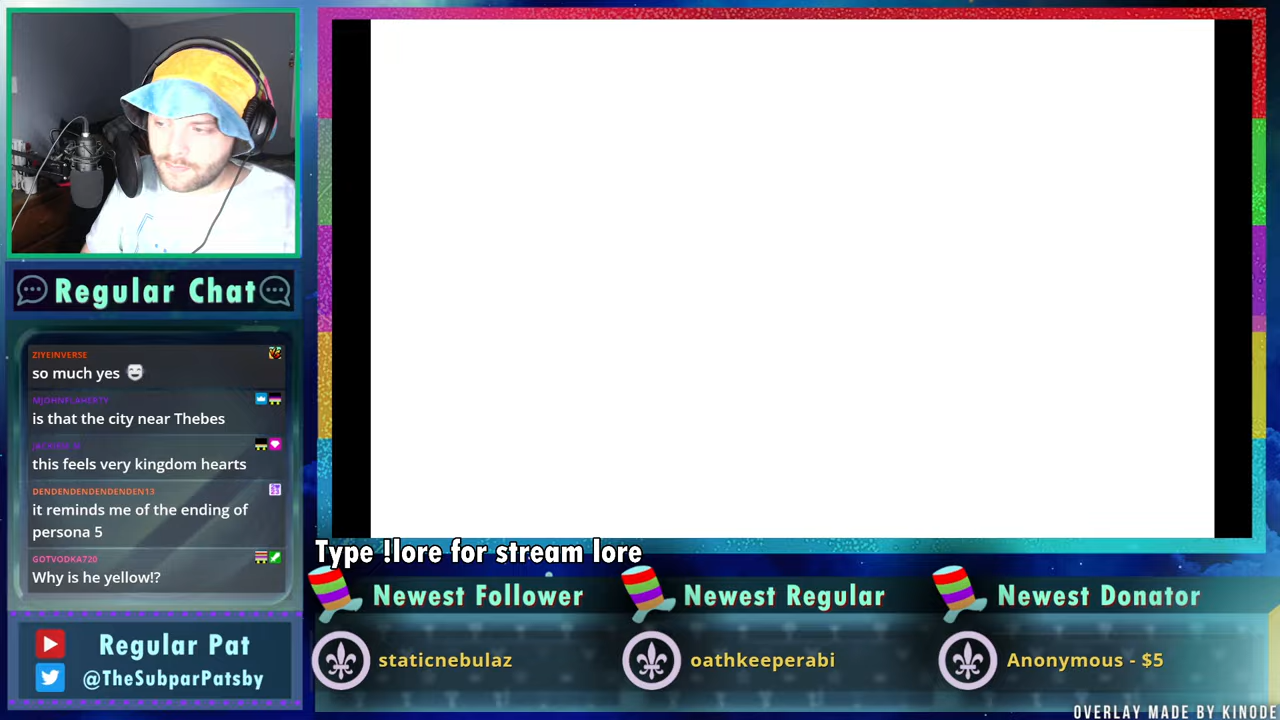 Regular Chat
ZIYEINVERSE
so much yes
MJOHNFLAHERTY
is that the city near Thebes
this feels very kingdom hearts
DENDENDENDENDENDEN13
it reminds me of the ending of
persona 5
GOTVODKA720
Why is he yellow!?
Regular Pat
@TheSubparPatsby
Type !lore for stream lore
Newest Follower
staticnebulaz
Newest Regular
oathkeeperabi
Newest Donator
Anonymous - $5
OVERLAY MADE BY KINODE